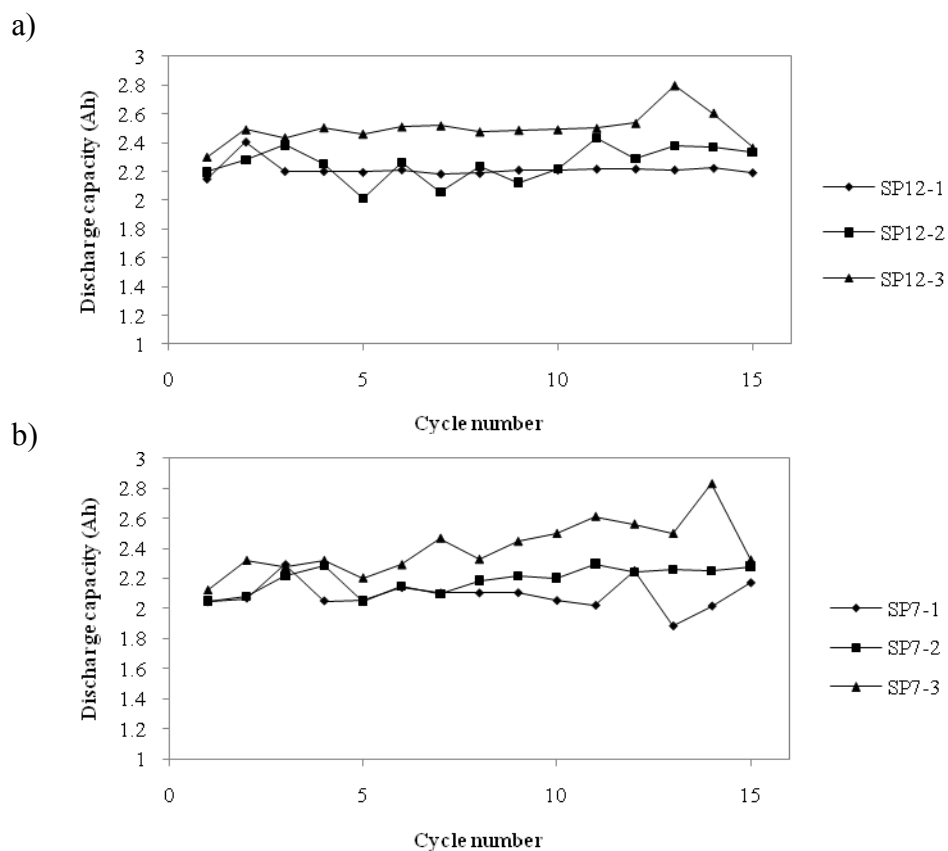 a)
3
2.8
2.6
2.4
2.2
2
1.8
1.6
1.4
1.2
1
Discharge capacity (Ah)
0 5 10 15
Cycle number
SP12-1
SP12-2
SP12-3
b)
3
2.8
2.6
2.4
2.2
2
1.8
1.6
1.4
1.2
1
Discharge capacity (Ah)
0 5 10 15
Cycle number
SP7-1
SP7-2
SP7-3